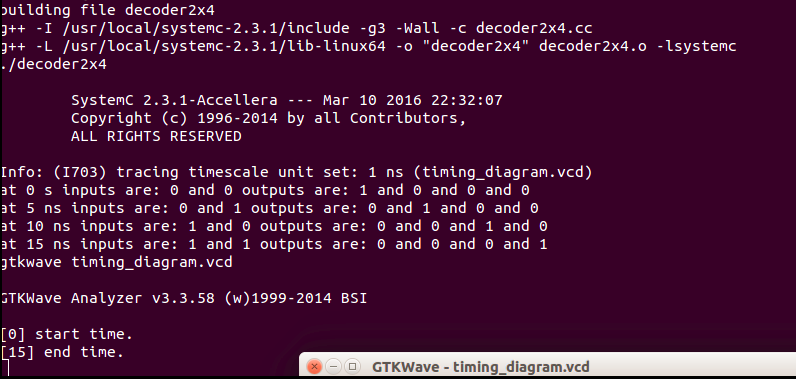 building file decoder2x4
g++ -I /usr/local/systemc-2.3.1/include -g3 -Wall -c decoder2x4.cc
g++ -L /usr/local/systemc-2.3.1/lib-linux64 -o "decoder2x4" decoder2x4.o -lsystemc
./decoder2x4
SystemC 2.3.1-Accellera --- Mar 10 2016 22:32:07
Copyright (c) 1996-2014 by all Contributors,
ALL RIGHTS RESERVED
Info: (I703) tracing timescale unit set: 1 ns (timing_diagram.vcd)
at 0 s inputs are: 0 and 0 outputs are: 1 and 0 and 0 and 0
at 5 ns inputs are: 0 and 1 outputs are: 0 and 1 and 0 and 0
at 10 ns inputs are: 1 and 0 outputs are: 0 and 0 and 1 and 0
at 15 ns inputs are: 1 and 1 outputs are: 0 and 0 and 0 and 1
gtkwave timing_diagram.vcd
GTKWave Analyzer v3.3.58 (w)1999-2014 BSI
[0] start time.
[15] end time.
GTKWave - timing_diagram.vcd